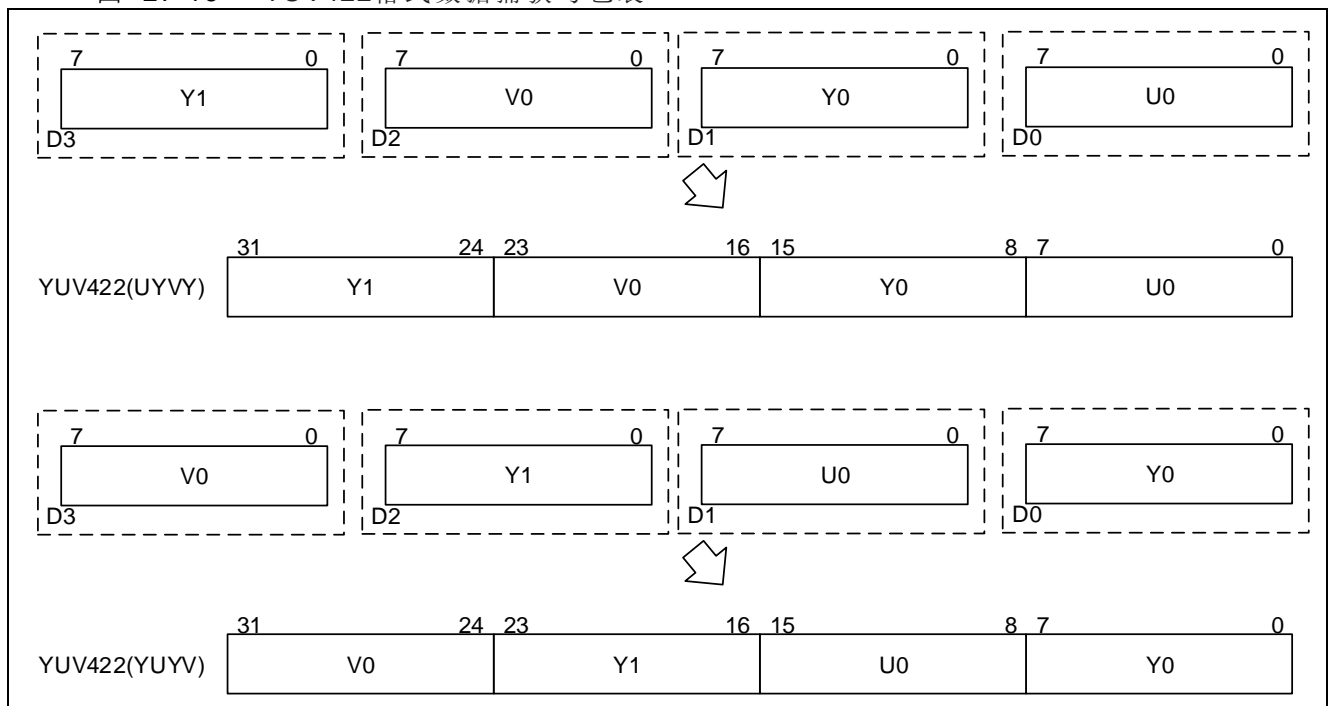 7 0 7 0 7 0 7 0
Y1 V0 Y0 U0
D3 D2 D1 D0
31 24 23 16 15 8 7 0
YUV422(UYVY) Y1 V0 Y0 U0
7 0 7 0 7 0 7 0
V0 Y1 U0 Y0
D3 D2 D1 D0
31 24 23 16 15 8 7 0
YUV422(YUYV) V0 Y1 U0 Y0